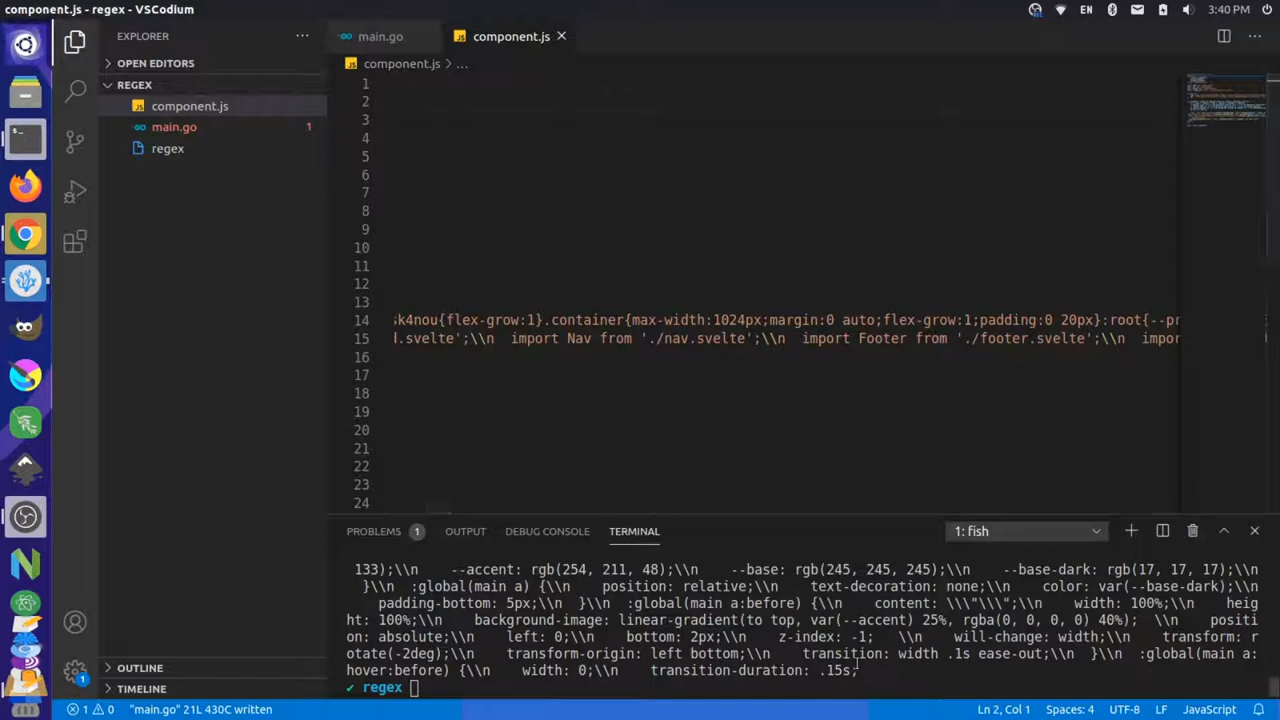 component.js - regex - VSCodium
EN
3:40 PM
EXPLORER
main.go
component.js
OPEN EDITORS
component.js > ...
REGEX
component.js
main.go 1
regex
1
2
3
4
5
6
7
8
9
10
11
12
13
14 sk4nou{flex-grow:1}.container{max-width:1024px;margin:0 auto;flex-grow:1;padding:0 20px}:root{--pr
15 l.svelte';\\n  import Nav from './nav.svelte';\\n  import Footer from './footer.svelte';\\n  impor
16
17
18
19
20
21
22
23
24
PROBLEMS 1 OUTPUT DEBUG CONSOLE TERMINAL 1: fish
133);\\n    --accent: rgb(254, 211, 48);\\n    --base: rgb(245, 245, 245);\\n    --base-dark: rgb(17, 17, 17);\\n
}\\n  :global(main a) {\\n    position: relative;\\n    text-decoration: none;\\n    color: var(--base-dark);\\n
padding-bottom: 5px;\\n  }\\n  :global(main a:before) {\\n    content: \\\"\\\";\\n    width: 100%;\\n    heig
ht: 100%;\\n    background-image: linear-gradient(to top, var(--accent) 25%, rgba(0, 0, 0, 0) 40%);  \\n    positi
on: absolute;\\n    left: 0;\\n    bottom: 2px;\\n    z-index: -1;   \\n    will-change: width;\\n    transform: r
otate(-2deg);\\n    transform-origin: left bottom;\\n    transition: width .1s ease-out;\\n  }\\n  :global(main a:
hover:before) {\\n    width: 0;\\n    transition-duration: .15s;
✔ regex
OUTLINE
TIMELINE
1
1 0 "main.go" 21L 430C written Ln 2, Col 1 Spaces: 4 UTF-8 LF JavaScript